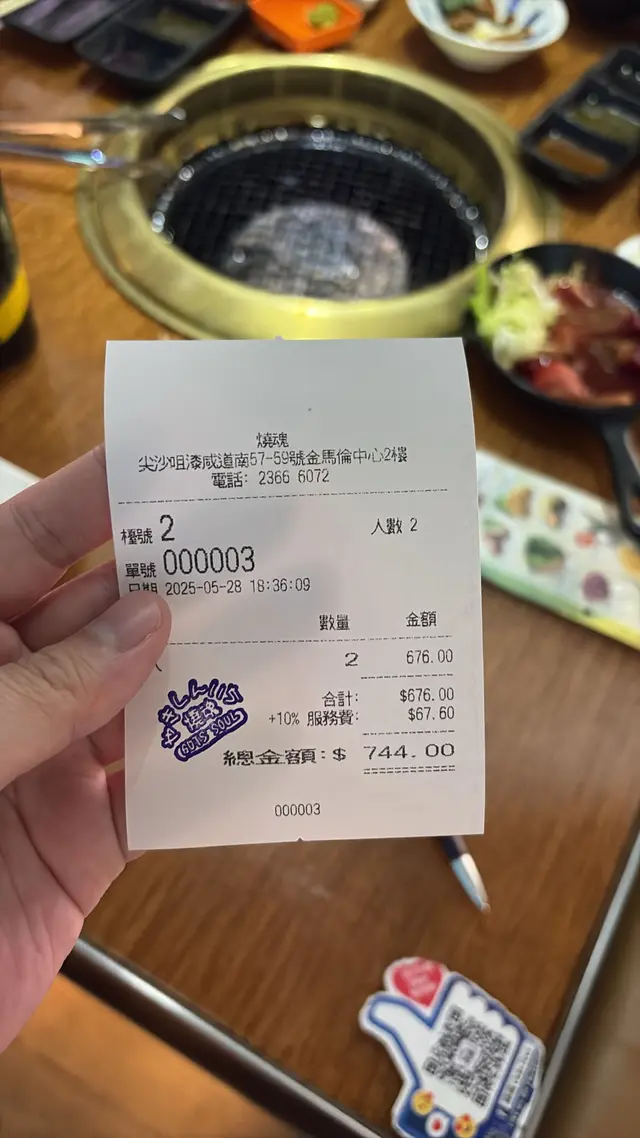 燒魂
尖沙咀漆咸道南57-59號金馬倫中心2樓
電話: 2366 6072
檯號 2 人數 2
單號 000003
日期 2025-05-28 18:36:09
數量 金額
2 676.00
合計: $676.00
+10% 服務費: $67.60
總金額: $ 744.00
000003